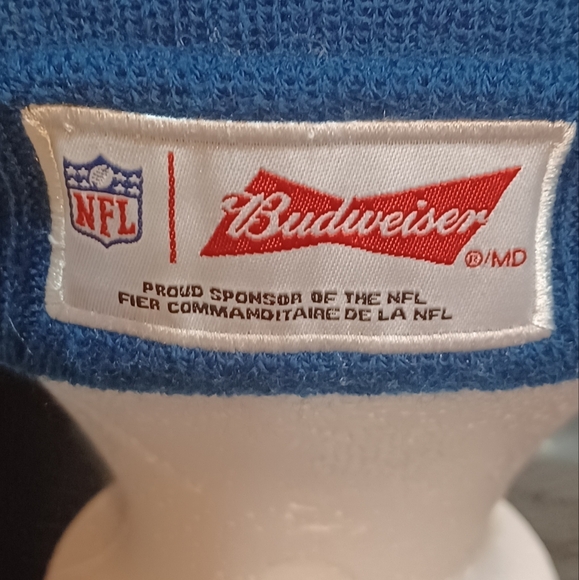 NFL
Budweiser
®/MD
PROUD SPONSOR OF THE NFL
FIER COMMANDITAIRE DE LA NFL